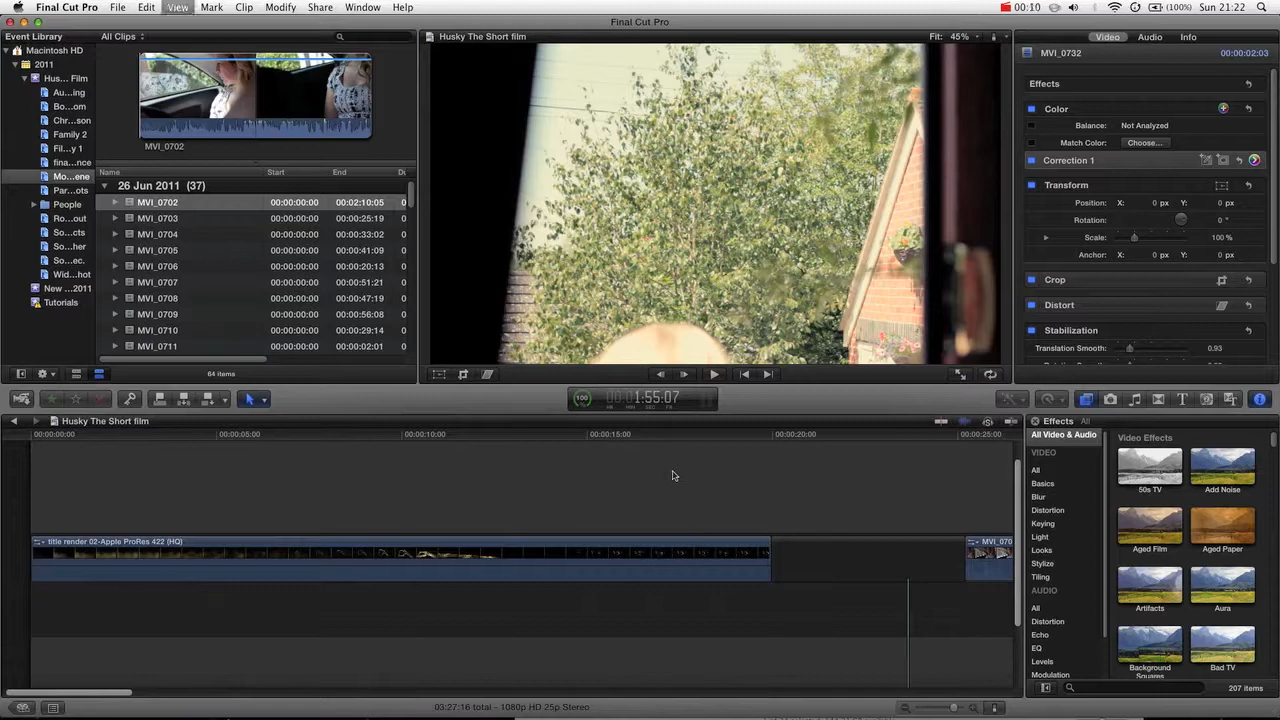 Final Cut Pro File Edit View Mark Clip Modify Share Window Help 00:10 (100%) Sun 21:22
Final Cut Pro
Event Library
All Clips
Husky The Short film
Fit: 45%
Video Audio Info
Macintosh HD
2011
Hus... Film
Au...ing
Bo...om
Chr...son
Family 2
Fil...y 1
fina...nce
Mo...ene
Par...ots
People
Ro...out
So...cts
So...her
So...ec.
Wid...hot
New ...2011
Tutorials
MVI_0702
Name Start End Du
26 Jun 2011 (37)
MVI_0702 00:00:00:00 00:02:10:05 0
MVI_0703 00:00:00:00 00:00:25:19 0
MVI_0704 00:00:00:00 00:00:33:02 0
MVI_0705 00:00:00:00 00:00:41:09 0
MVI_0706 00:00:00:00 00:00:20:13 0
MVI_0707 00:00:00:00 00:00:51:21 0
MVI_0708 00:00:00:00 00:00:47:19 0
MVI_0709 00:00:00:00 00:00:56:08 0
MVI_0710 00:00:00:00 00:00:29:14 0
MVI_0711 00:00:00:00 00:00:02:01 0
64 items
MVI_0732 00:00:02:03
Effects
Color
Balance: Not Analyzed
Match Color: Choose...
Correction 1
Transform
Position: X: 0 px Y: 0 px
Rotation: 0 °
Scale: 100 %
Anchor: X: 0 px Y: 0 px
Crop
Distort
Stabilization
Translation Smooth: 0.93
100 00:00 1:55:07
HR MIN SEC FR
Husky The Short film
00:00:00:00 00:00:05:00 00:00:10:00 00:00:15:00 00:00:20:00 00:00:25:00
title render 02-Apple ProRes 422 (HQ)
MVI_070
Effects All
All Video & Audio
VIDEO
All
Basics
Blur
Distortion
Keying
Light
Looks
Stylize
Tiling
AUDIO
All
Distortion
Echo
EQ
Levels
Modulation
Video Effects
50s TV Add Noise
Aged Film Aged Paper
Artifacts Aura
Background Squares Bad TV
207 items
03:27:16 total - 1080p HD 25p Stereo